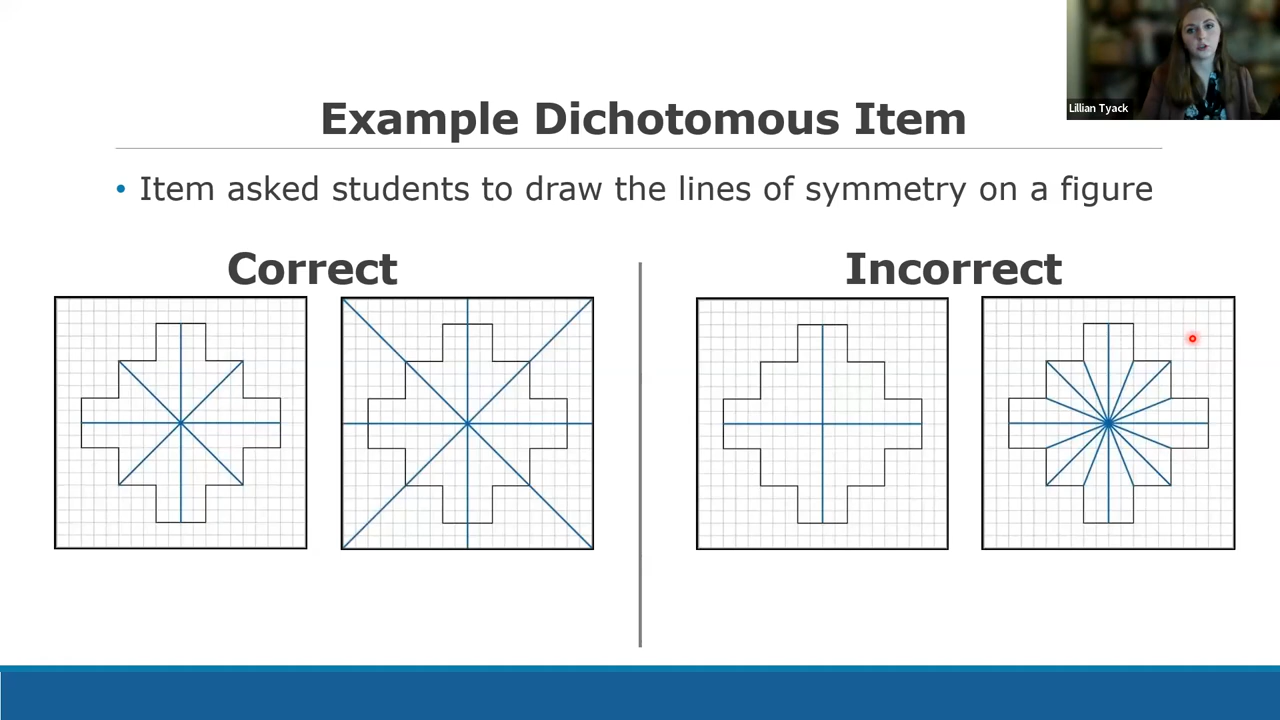 Lillian Tyack
Example Dichotomous Item
• Item asked students to draw the lines of symmetry on a figure
Correct
Incorrect